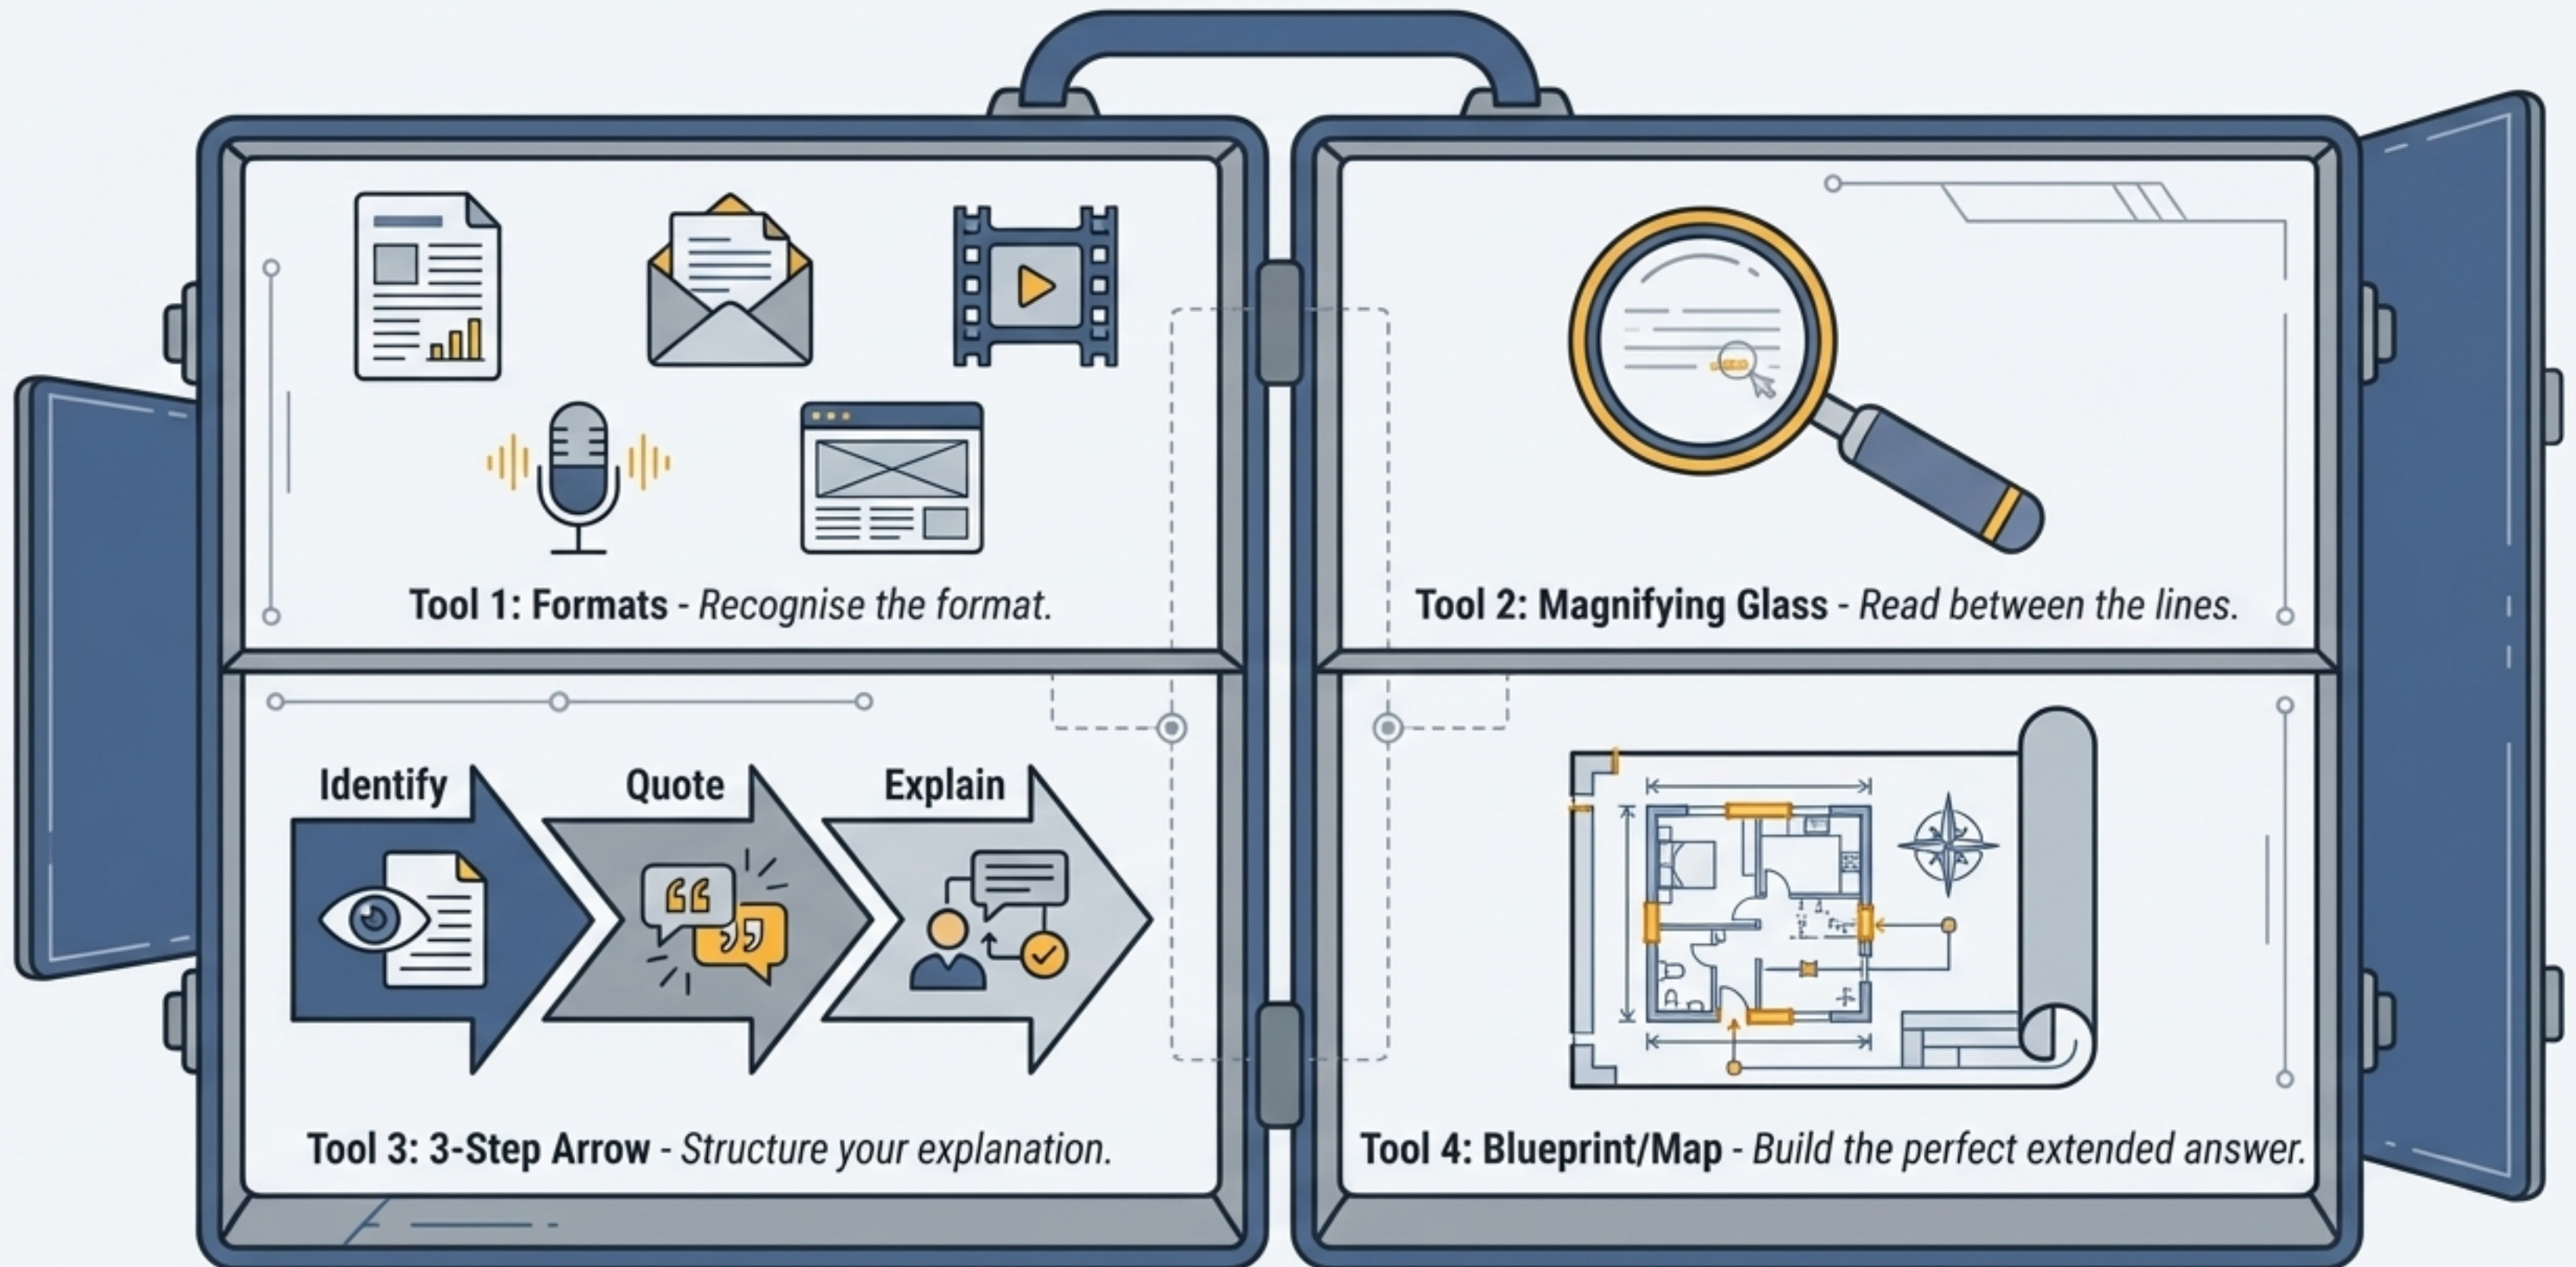 Tool 1: Formats - Recognise the format.
Tool 2: Magnifying Glass - Read between the lines.
Identify
Quote
Explain
Tool 3: 3-Step Arrow - Structure your explanation.
Tool 4: Blueprint/Map - Build the perfect extended answer.